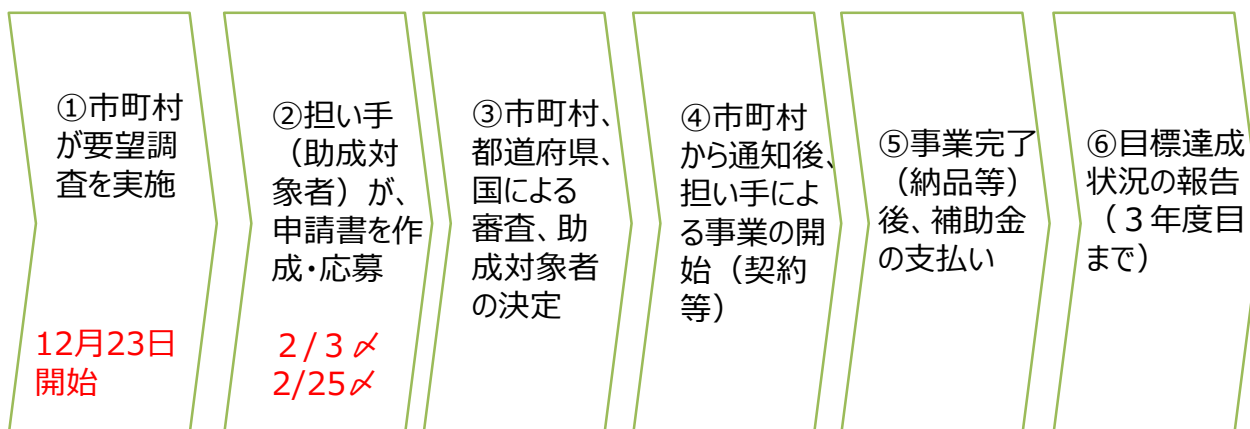 ①市町村
が要望調
査を実施
12月23日
開始
②担い手
（助成対
象者）が、
申請書を作
成・応募
２/３〆
2/25〆
③市町村、
都道府県、
国による
審査、助
成対象者
の決定
④市町村
から通知後、
担い手によ
る事業の開
始（契約
等）
⑤事業完了
（納品等）
後、補助金
の支払い
⑥目標達成
状況の報告
（３年度目
まで）